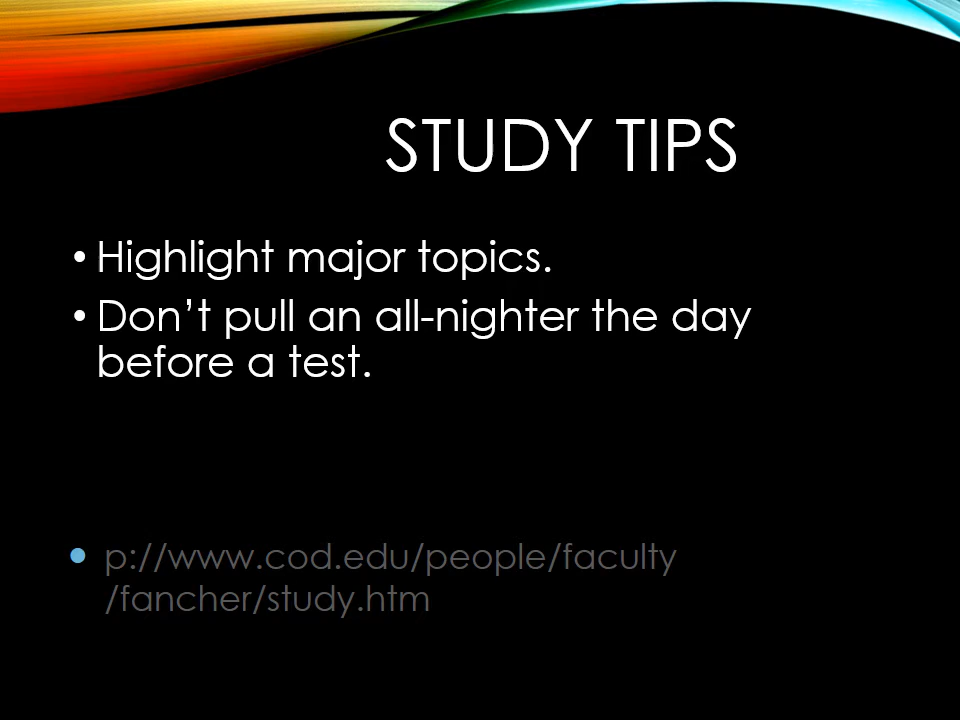 STUDY TIPS
• Highlight major topics.
• Don’t pull an all-nighter the day
before a test.
• p://www.cod.edu/people/faculty
/fancher/study.htm